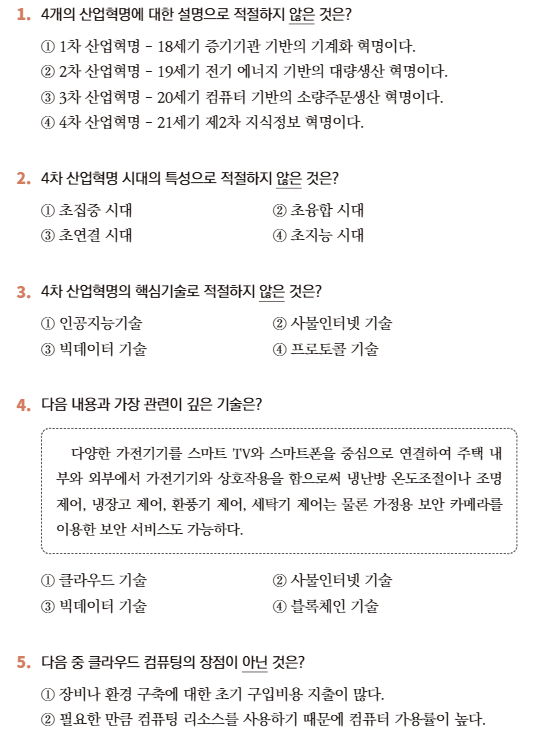 1. 4개의 산업혁명에 대한 설명으로 적절하지 않은 것은?
① 1차 산업혁명 - 18세기 증기기관 기반의 기계화 혁명이다.
② 2차 산업혁명 - 19세기 전기 에너지 기반의 대량생산 혁명이다.
③ 3차 산업혁명 - 20세기 컴퓨터 기반의 소량주문생산 혁명이다.
④ 4차 산업혁명 - 21세기 제2차 지식정보 혁명이다.
2. 4차 산업혁명 시대의 특성으로 적절하지 않은 것은?
① 초집중 시대 ② 초융합 시대
③ 초연결 시대 ④ 초지능 시대
3. 4차 산업혁명의 핵심기술로 적절하지 않은 것은?
① 인공지능기술 ② 사물인터넷 기술
③ 빅데이터 기술 ④ 프로토콜 기술
4. 다음 내용과 가장 관련이 깊은 기술은?
다양한 가전기기를 스마트 TV와 스마트폰을 중심으로 연결하여 주택 내
부와 외부에서 가전기기와 상호작용을 함으로써 냉난방 온도조절이나 조명
제어, 냉장고 제어, 환풍기 제어, 세탁기 제어는 물론 가정용 보안 카메라를
이용한 보안 서비스도 가능하다.
① 클라우드 기술 ② 사물인터넷 기술
③ 빅데이터 기술 ④ 블록체인 기술
5. 다음 중 클라우드 컴퓨팅의 장점이 아닌 것은?
① 장비나 환경 구축에 대한 초기 구입비용 지출이 많다.
② 필요한 만큼 컴퓨팅 리소스를 사용하기 때문에 컴퓨터 가용률이 높다.